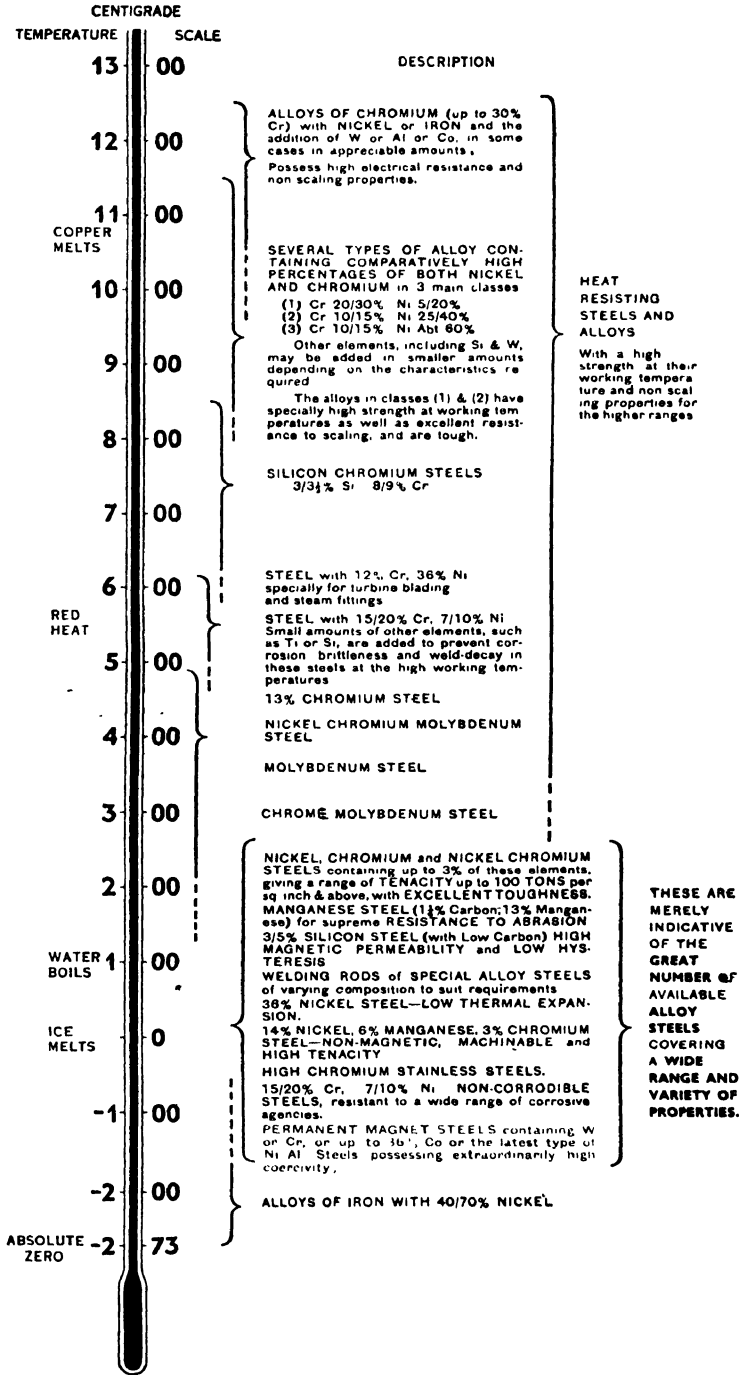 CENTIGRADE
TEMPERATURE SCALE
DESCRIPTION
13 00
12 00
11 00
COPPER
MELTS
10 00
9 00
8 00
7 00
6 00
RED
HEAT
5 00
4 00
3 00
2 00
WATER
BOILS
1 00
ICE
MELTS
0
-1 00
-2 00
ABSOLUTE
ZERO
-2 73
ALLOYS OF CHROMIUM (up to 30%
Cr) with NICKEL or IRON and the
addition of W or Al or Co, in some
cases in appreciable amounts.
Possess high electrical resistance and
non scaling properties.
SEVERAL TYPES OF ALLOY CON-
TAINING COMPARATIVELY HIGH
PERCENTAGES OF BOTH NICKEL
AND CHROMIUM in 3 main classes
(1) Cr 20/30% Ni 5/20%
(2) Cr 10/15% Ni 25/40%
(3) Cr 10/15% Ni Abt 60%
Other elements, including Si & W,
may be added in smaller amounts
depending on the characteristics re
quired
The alloys in classes (1) & (2) have
specially high strength at working tem
peratures as well as excellent resist-
ance to scaling, and are tough.
SILICON CHROMIUM STEELS
3/3½% Si 8/9% Cr
STEEL with 12% Cr, 36% Ni
specially for turbine blading
and steam fittings
STEEL with 15/20% Cr, 7/10% Ni
Small amounts of other elements, such
as Ti or Si, are added to prevent cor-
rosion brittleness and weld-decay in
these steels at the high working tem-
peratures
13% CHROMIUM STEEL
NICKEL CHROMIUM MOLYBDENUM
STEEL
MOLYBDENUM STEEL
CHROME MOLYBDENUM STEEL
NICKEL, CHROMIUM and NICKEL CHROMIUM
STEELS containing up to 3% of these elements,
giving a range of TENACITY up to 100 TONS per
sq inch & above, with EXCELLENT TOUGHNESS.
MANGANESE STEEL (1¼% Carbon; 13% Mangan-
ese) for supreme RESISTANCE TO ABRASION
3/5% SILICON STEEL (with Low Carbon) HIGH
MAGNETIC PERMEABILITY and LOW HYS-
TERESIS
WELDING RODS of SPECIAL ALLOY STEELS
of varying composition to suit requirements
36% NICKEL STEEL—LOW THERMAL EXPAN-
SION.
14% NICKEL, 6% MANGANESE, 3% CHROMIUM
STEEL—NON-MAGNETIC, MACHINABLE and
HIGH TENACITY
HIGH CHROMIUM STAINLESS STEELS.
15/20% Cr, 7/10% Ni NON-CORRODIBLE
STEELS, resistant to a wide range of corrosive
agencies.
PERMANENT MAGNET STEELS containing W
or Cr, or up to Co or the latest type of
Ni Al Steels possessing extraordinarily high
coercivity.
ALLOYS OF IRON WITH 40/70% NICKEL
HEAT
RESISTING
STEELS AND
ALLOYS
With a high
strength at their
working tempera
ture and non scal
ing properties for
the higher ranges
THESE ARE
MERELY
INDICATIVE
OF THE
GREAT
NUMBER OF
AVAILABLE
ALLOY
STEELS
COVERING
A WIDE
RANGE AND
VARIETY OF
PROPERTIES.